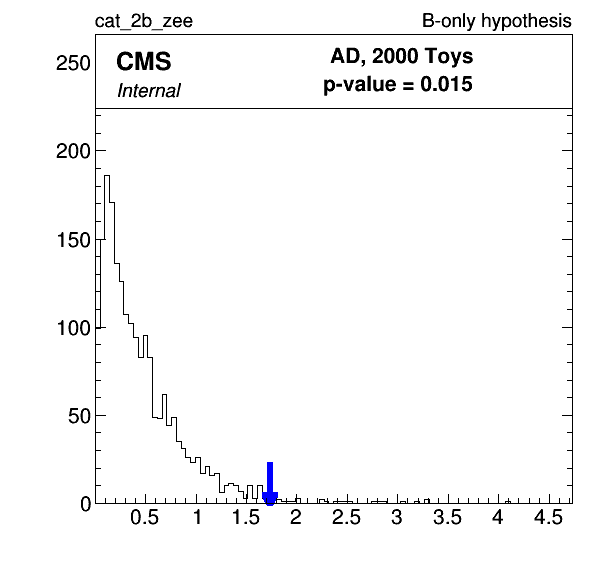 cat_2b_zee B-only hypothesis
CMS AD, 2000 Toys
Internal p-value = 0.015
250
200
150
100
50
0
0.5 1 1.5 2 2.5 3 3.5 4 4.5